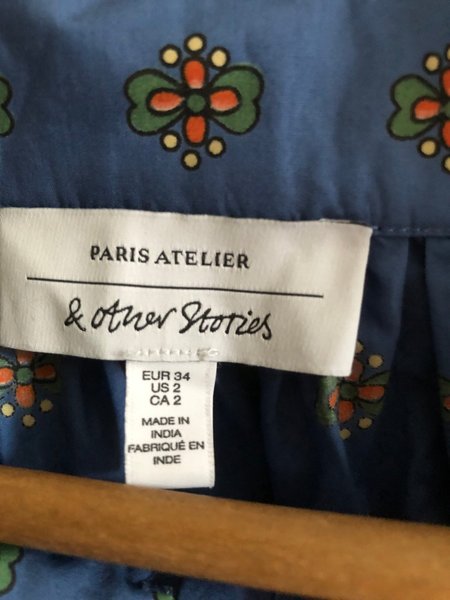 PARIS ATELIER
& Other Stories
EUR 34
US 2
CA 2
MADE IN
INDIA
FABRIQUÉ EN
INDE